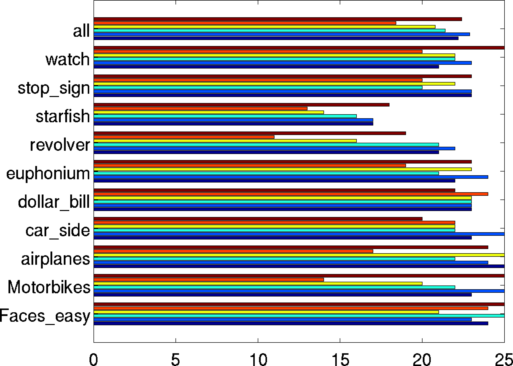 all
watch
stop_sign
starfish
revolver
euphonium
dollar_bill
car_side
airplanes
Motorbikes
Faces_easy
0 5 10 15 20 25